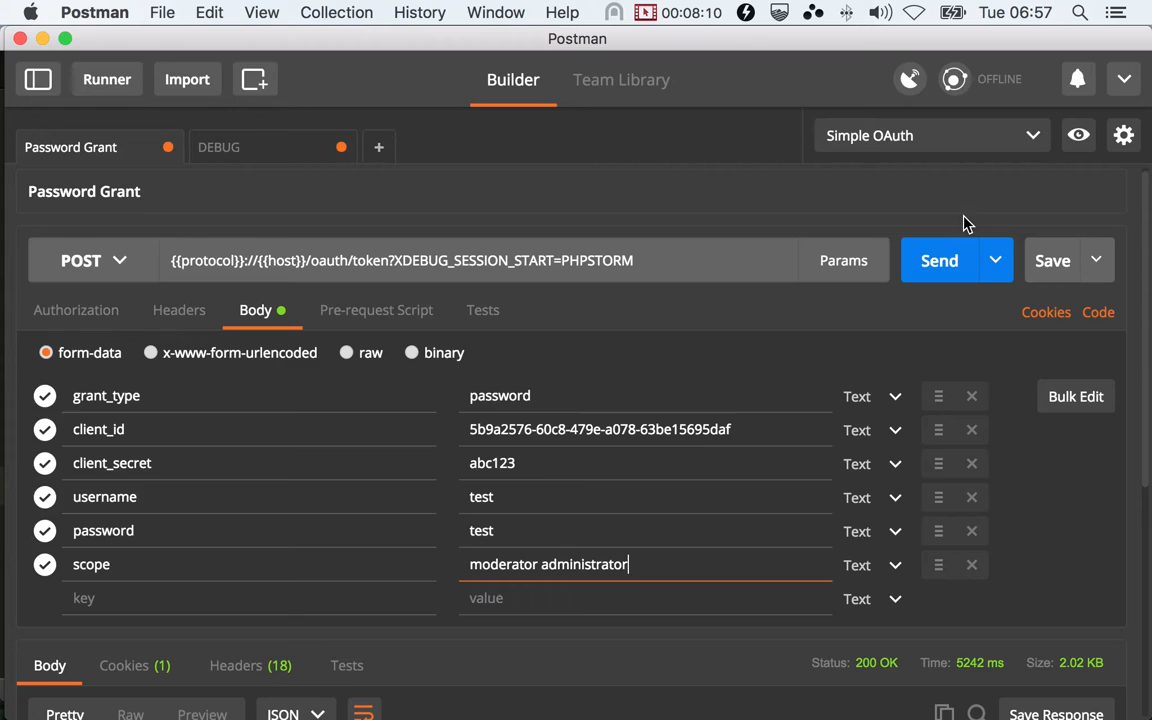 Postman File Edit View Collection History Window Help 00:08:10 Tue 06:57
Postman
Runner Import Builder Team Library OFFLINE
Password Grant DEBUG + Simple OAuth
Password Grant
POST {{protocol}}://{{host}}/oauth/token?XDEBUG_SESSION_START=PHPSTORM Params Send Save
Authorization Headers Body Pre-request Script Tests Cookies Code
form-data x-www-form-urlencoded raw binary
grant_type password Text Bulk Edit
client_id 5b9a2576-60c8-479e-a078-63be15695daf Text
client_secret abc123 Text
username test Text
password test Text
scope moderator administrator Text
key value Text
Body Cookies (1) Headers (18) Tests Status: 200 OK Time: 5242 ms Size: 2.02 KB
Pretty Raw Preview JSON Save Response